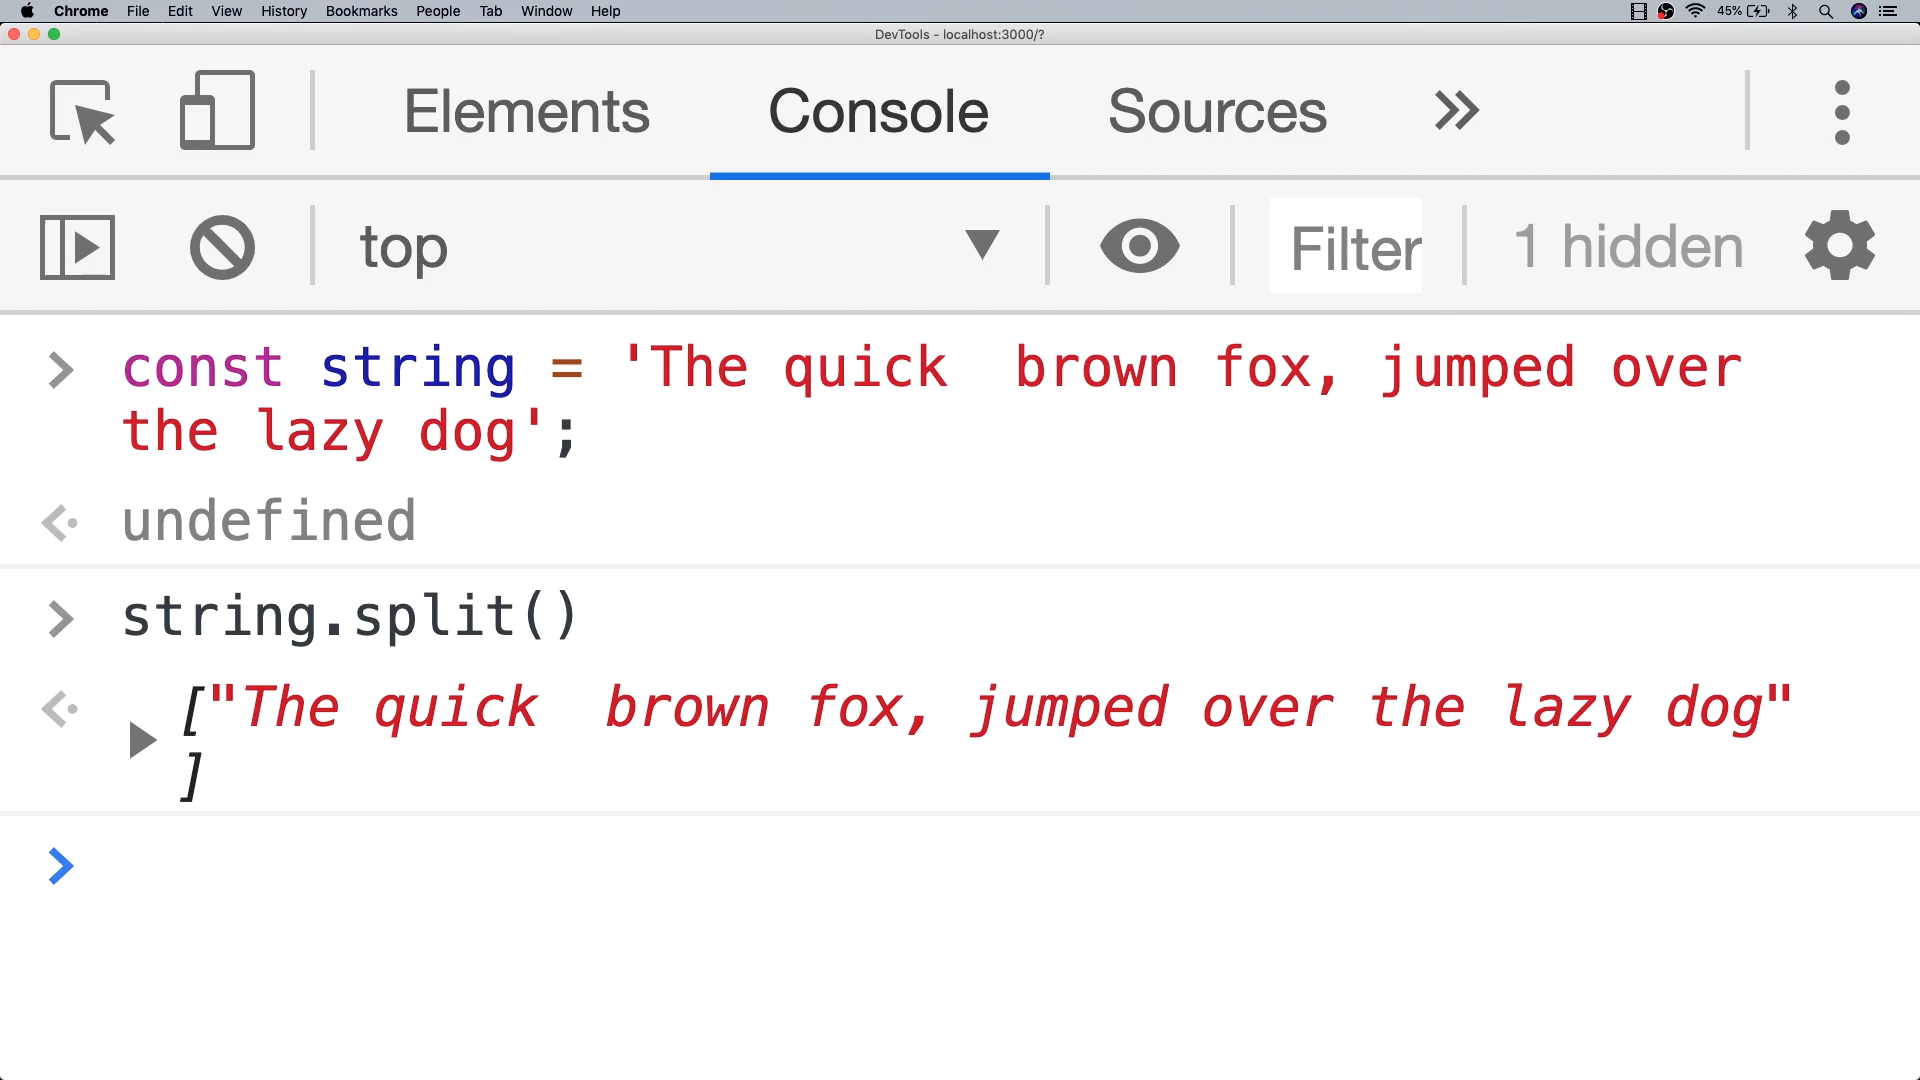 Chrome File Edit View History Bookmarks People Tab Window Help 45%
DevTools - localhost:3000/?
Elements Console Sources
top Filter 1 hidden
> const string = 'The quick  brown fox, jumped over
the lazy dog';
undefined
> string.split()
["The quick  brown fox, jumped over the lazy dog"
]
>